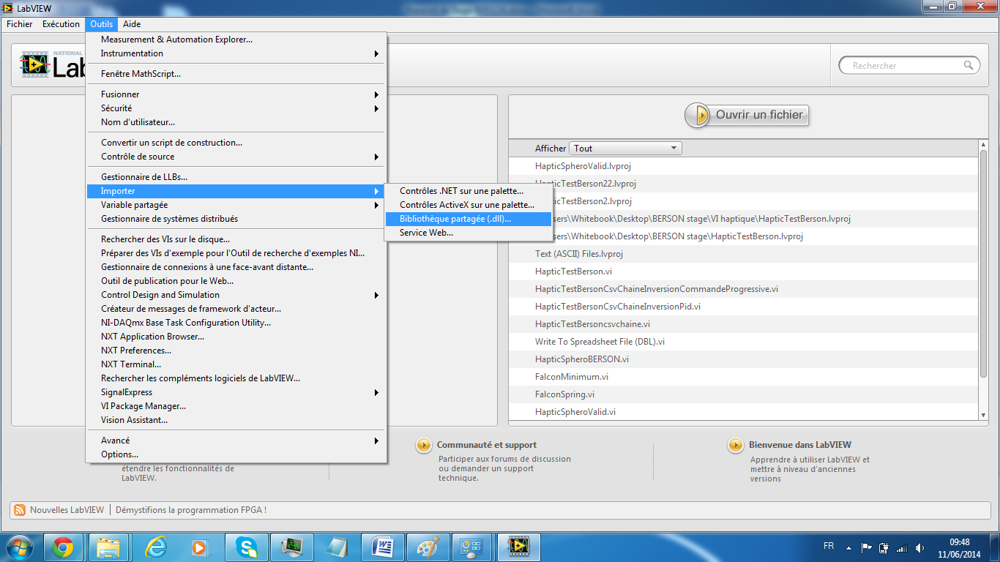 LabVIEW
Fichier Exécution Outils Aide
Measurement & Automation Explorer...
Instrumentation
Fenêtre MathScript...
Fusionner
Sécurité
Nom d'utilisateur...
Convertir un script de construction...
Contrôle de source
Gestionnaire de LLBs...
Importer
Variable partagée
Gestionnaire de systèmes distribués
Rechercher des VIs sur le disque...
Préparer des VIs d'exemple pour l'Outil de recherche d'exemples NI...
Gestionnaire de connexions à une face-avant distante...
Outil de publication pour le Web...
Control Design and Simulation
Créateur de messages de framework d'acteur...
NI-DAQmx Base Task Configuration Utility...
NXT Application Browser...
NXT Preferences...
NXT Terminal...
Rechercher les compléments logiciels de LabVIEW...
SignalExpress
VI Package Manager...
Vision Assistant...
Avancé
Options...
Contrôles .NET sur une palette...
Contrôles ActiveX sur une palette...
Bibliothèque partagée (.dll)...
Service Web...
NATIONAL
Lab
Rechercher
Ouvrir un fichier
Afficher Tout
HapticSpheroValid.lvproj
HapticTestBerson22.lvproj
HapticTestBerson2.lvproj
sers\Whitebook\Desktop\BERSON stage\VI haptique\HapticTestBerson.lvproj
sers\Whitebook\Desktop\BERSON stage\HapticTestBerson.lvproj
Text (ASCII) Files.lvproj
HapticTestBerson.vi
HapticTestBersonCsvChaineInversionCommandeProgressive.vi
HapticTestBersonCsvChaineInversionPid.vi
HapticTestBersoncsvchaine.vi
Write To Spreadsheet File (DBL).vi
HapticSpheroBERSON.vi
FalconMinimum.vi
FalconSpring.vi
HapticSpheroValid.vi
étendre les fonctionnalités de
LabVIEW.
Communauté et support
Participer aux forums de discussion
ou demander un support
technique.
Bienvenue dans LabVIEW
Apprendre à utiliser LabVIEW et
mettre à niveau d'anciennes
versions
Nouvelles LabVIEW Démystifions la programmation FPGA !
FR
09:48
11/06/2014